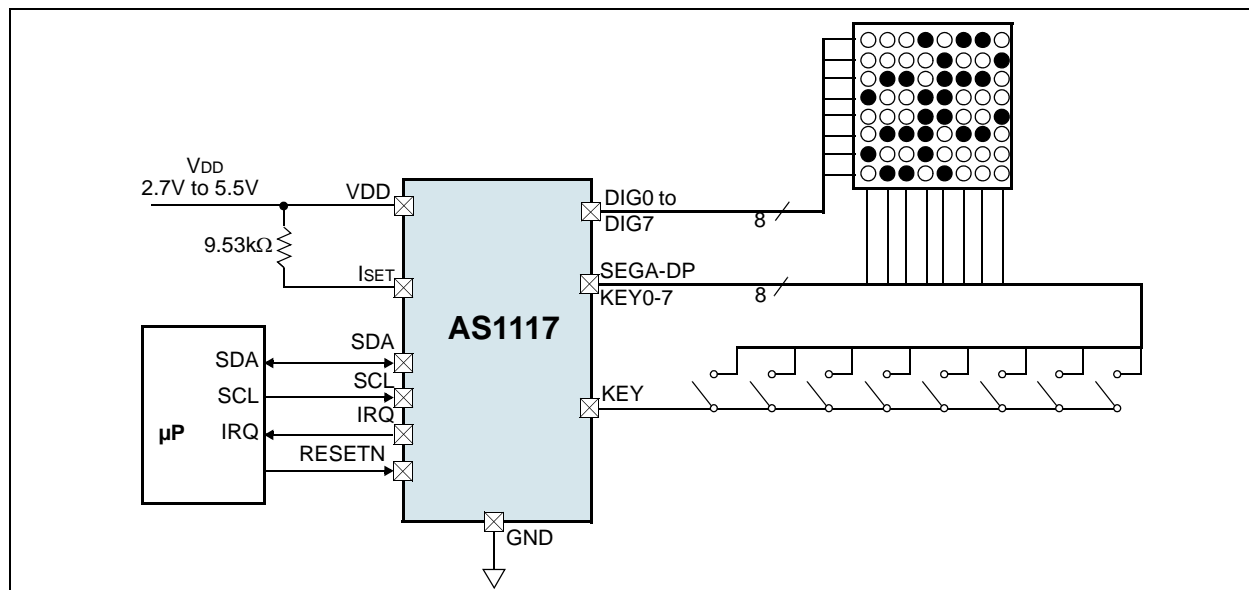 VDD
2.7V to 5.5V
9.53kΩ
VDD
ISET
SDA
SCL
IRQ
RESETN
µP
SDA
SCL
IRQ
AS1117
GND
DIG0 to
DIG7
8
SEGA-DP
KEY0-7
8
KEY